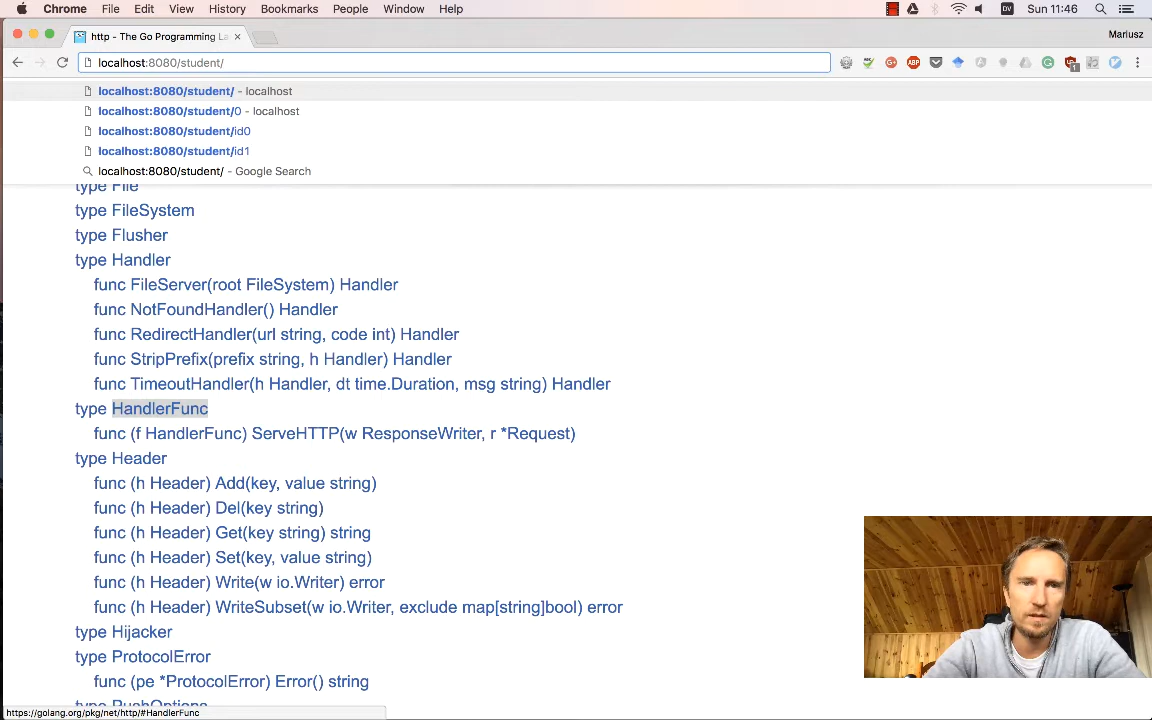 Chrome File Edit View History Bookmarks People Window Help DV Sun 11:46
http - The Go Programming La
Mariusz
localhost:8080/student/
localhost:8080/student/ - localhost
localhost:8080/student/0 - localhost
localhost:8080/student/id0
localhost:8080/student/id1
localhost:8080/student/ - Google Search
type File
type FileSystem
type Flusher
type Handler
func FileServer(root FileSystem) Handler
func NotFoundHandler() Handler
func RedirectHandler(url string, code int) Handler
func StripPrefix(prefix string, h Handler) Handler
func TimeoutHandler(h Handler, dt time.Duration, msg string) Handler
type HandlerFunc
func (f HandlerFunc) ServeHTTP(w ResponseWriter, r *Request)
type Header
func (h Header) Add(key, value string)
func (h Header) Del(key string)
func (h Header) Get(key string) string
func (h Header) Set(key, value string)
func (h Header) Write(w io.Writer) error
func (h Header) WriteSubset(w io.Writer, exclude map[string]bool) error
type Hijacker
type ProtocolError
func (pe *ProtocolError) Error() string
type PushOptions
https://golang.org/pkg/net/http/#HandlerFunc